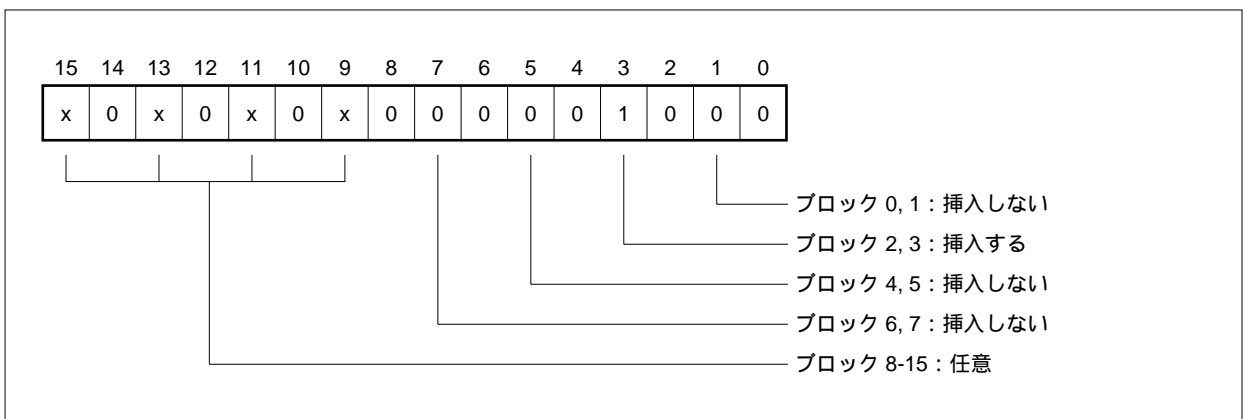 15 14 13 12 11 10 9 8 7 6 5 4 3 2 1 0
x 0 x 0 x 0 x 0 0 0 0 0 1 0 0 0
ブロック 0, 1：挿入しない
ブロック 2, 3：挿入する
ブロック 4, 5：挿入しない
ブロック 6, 7：挿入しない
ブロック 8-15：任意